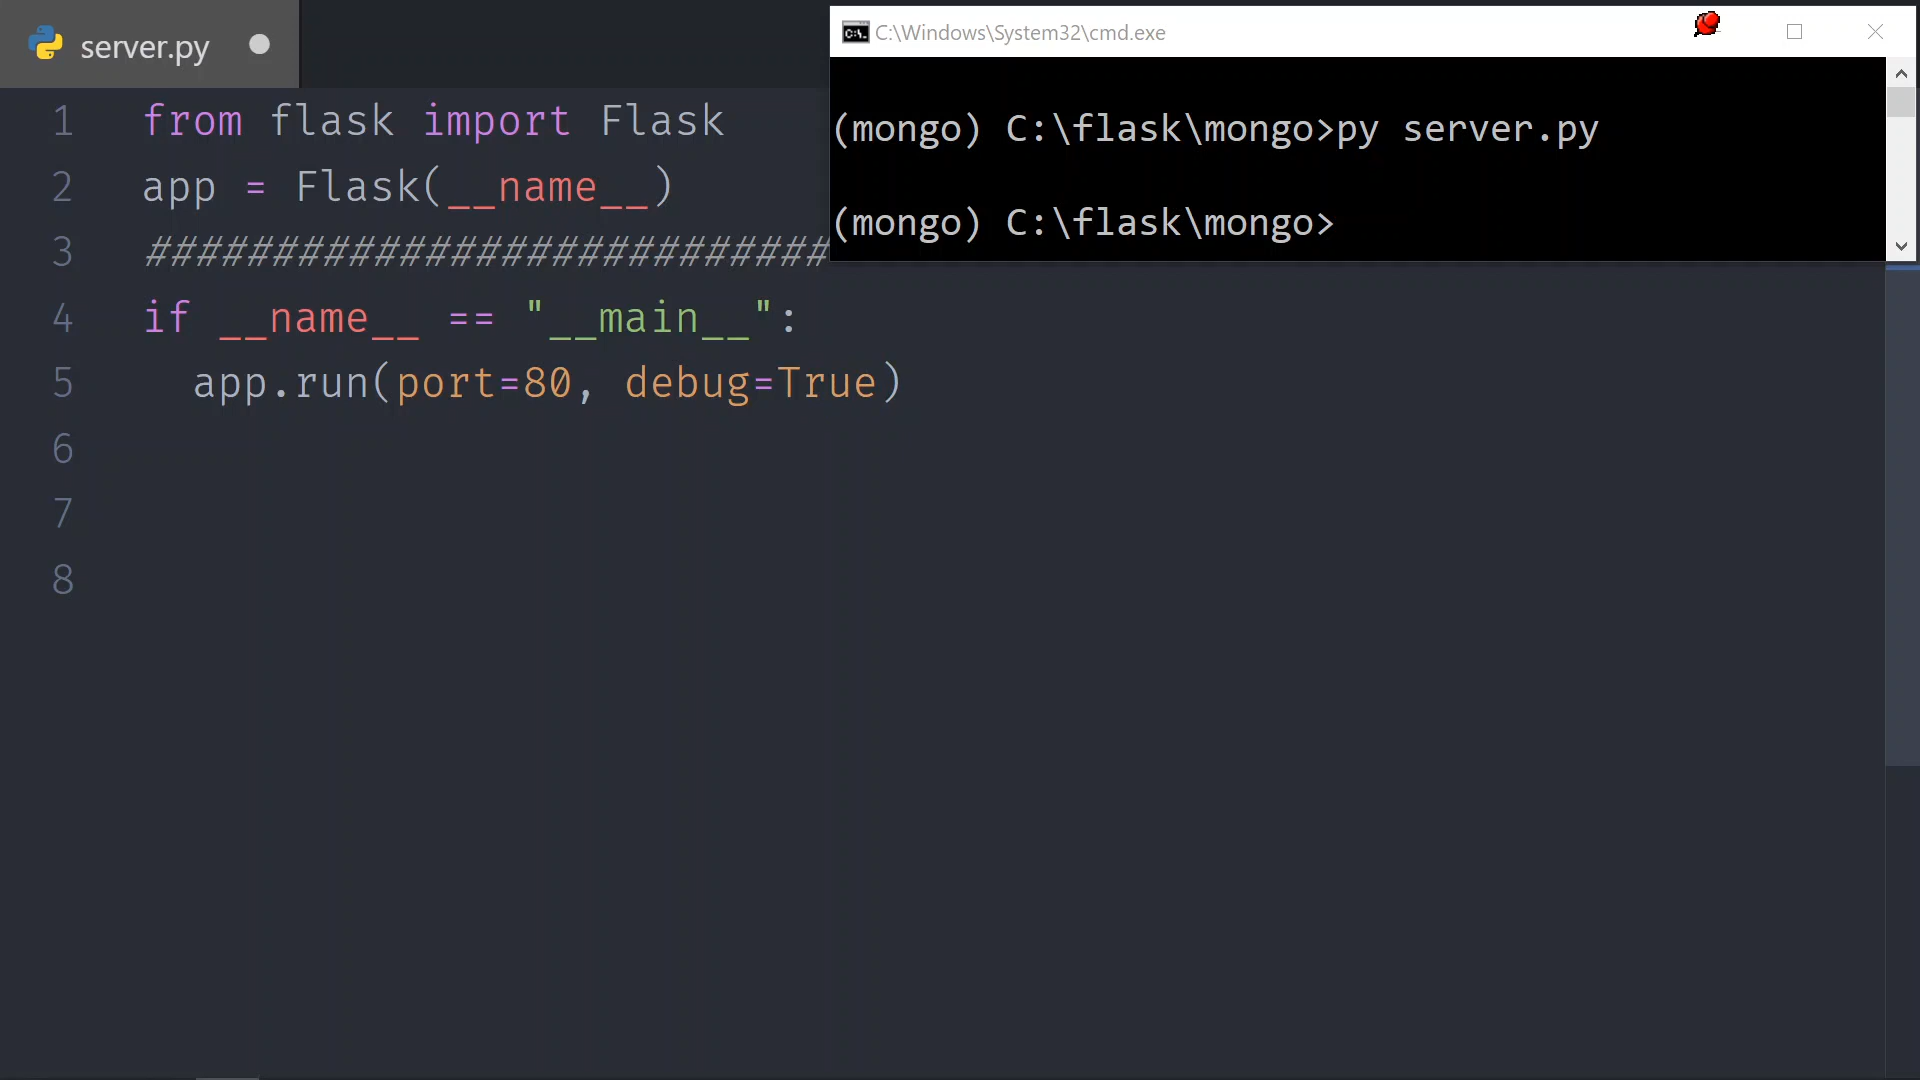 server.py
1 from flask import Flask
2 app = Flask(__name__)
3 ###########################
4 if __name__ == "__main__":
5 app.run(port=80, debug=True)
6
7
8
C:\Windows\System32\cmd.exe
(mongo) C:\flask\mongo>py server.py
(mongo) C:\flask\mongo>